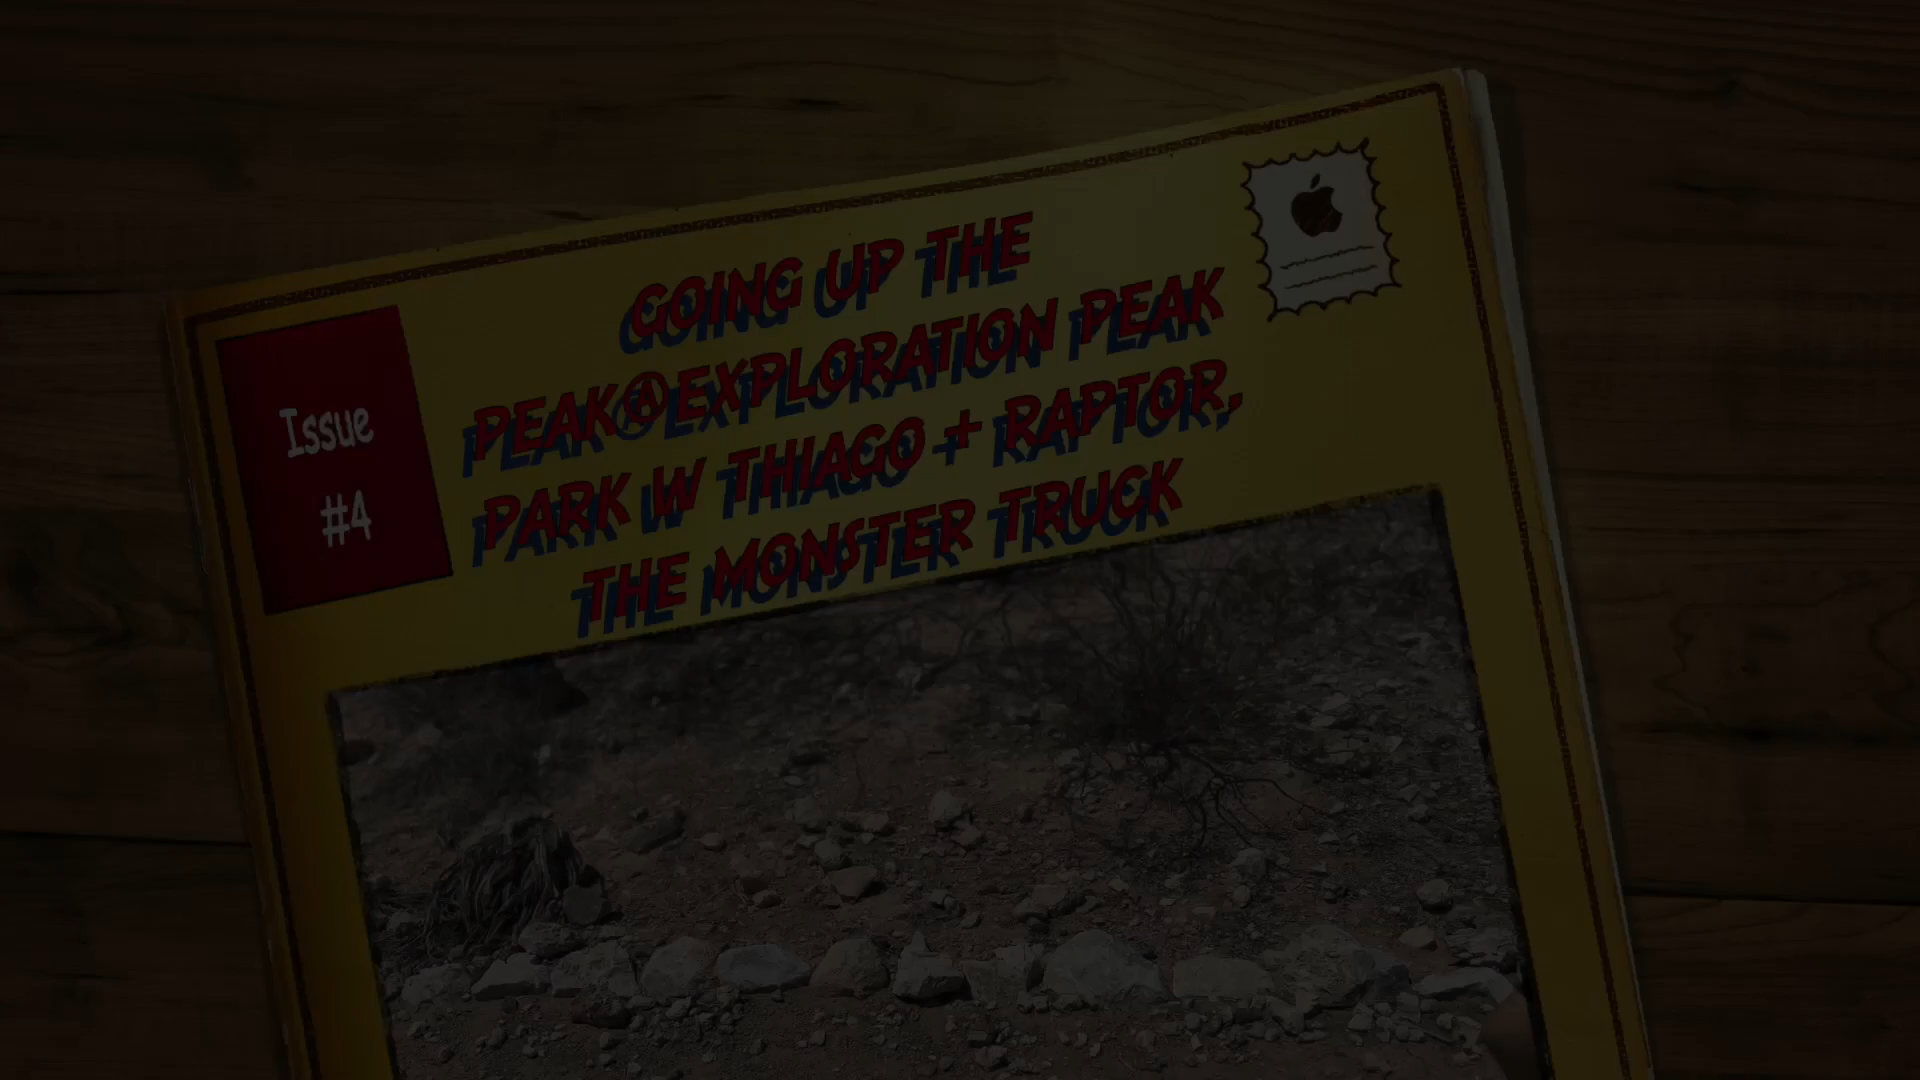 GOING UP THE
PEAK@EXPLORATION PEAK
PARK W THIAGO + RAPTOR,
THE MONSTER TRUCK
Issue
#4